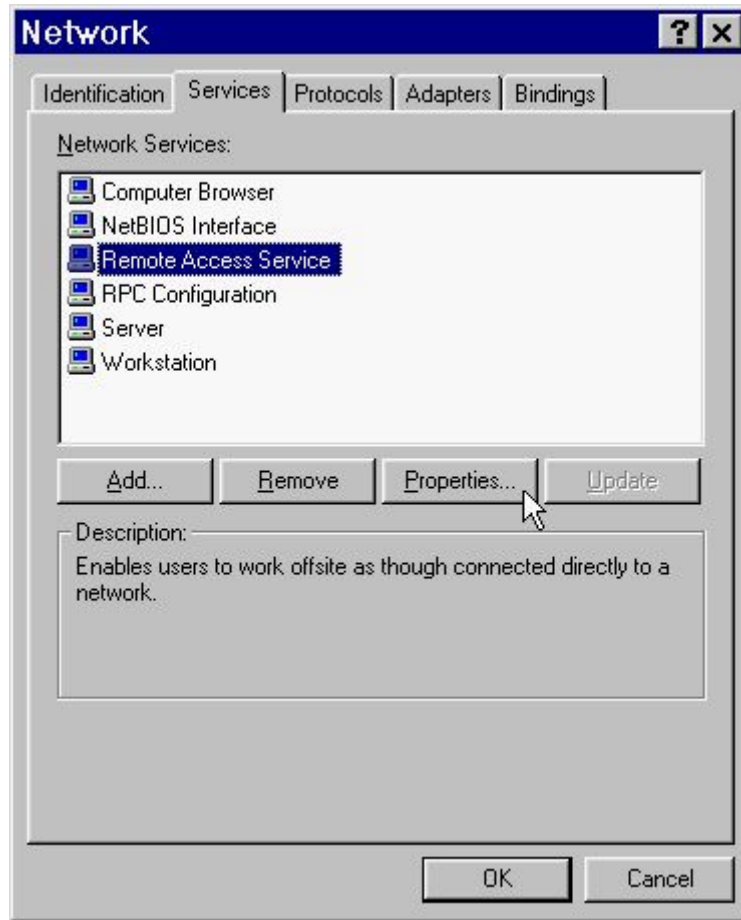 Network
Identification Services Protocols Adapters Bindings
Network Services:
Computer Browser
NetBIOS Interface
Remote Access Service
RPC Configuration
Server
Workstation
Add... Remove Properties... Update
Description:
Enables users to work offsite as though connected directly to a
network.
OK Cancel